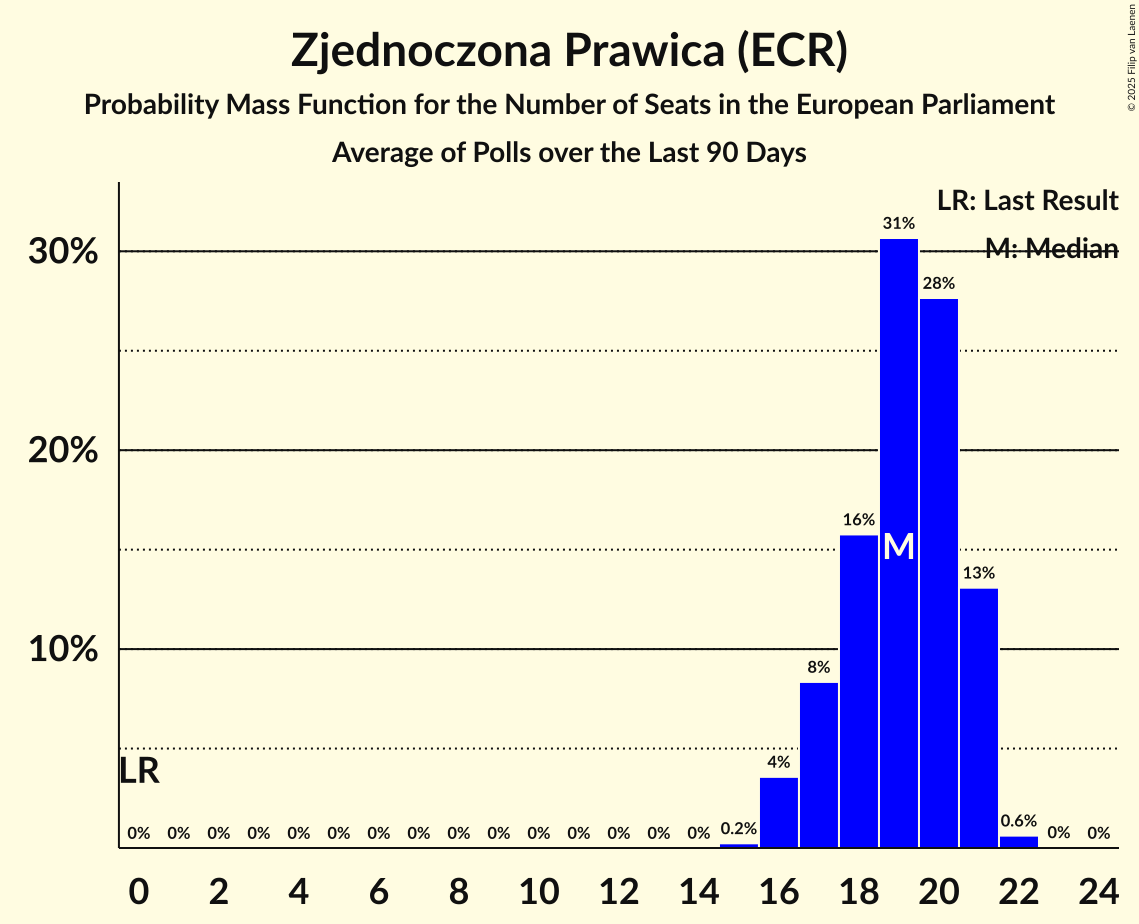 Zjednoczona Prawica (ECR)
Probability Mass Function for the Number of Seats in the European Parliament
Average of Polls over the Last 90 Days
© 2025 Filip van Laenen
LR: Last Result
M: Median
30%
20%
10%
31%
28%
16%
M
13%
8%
4%
LR
0% 0% 0% 0% 0% 0% 0% 0% 0% 0% 0% 0% 0% 0% 0% 0.2% 0.6% 0% 0%
0 2 4 6 8 10 12 14 16 18 20 22 24